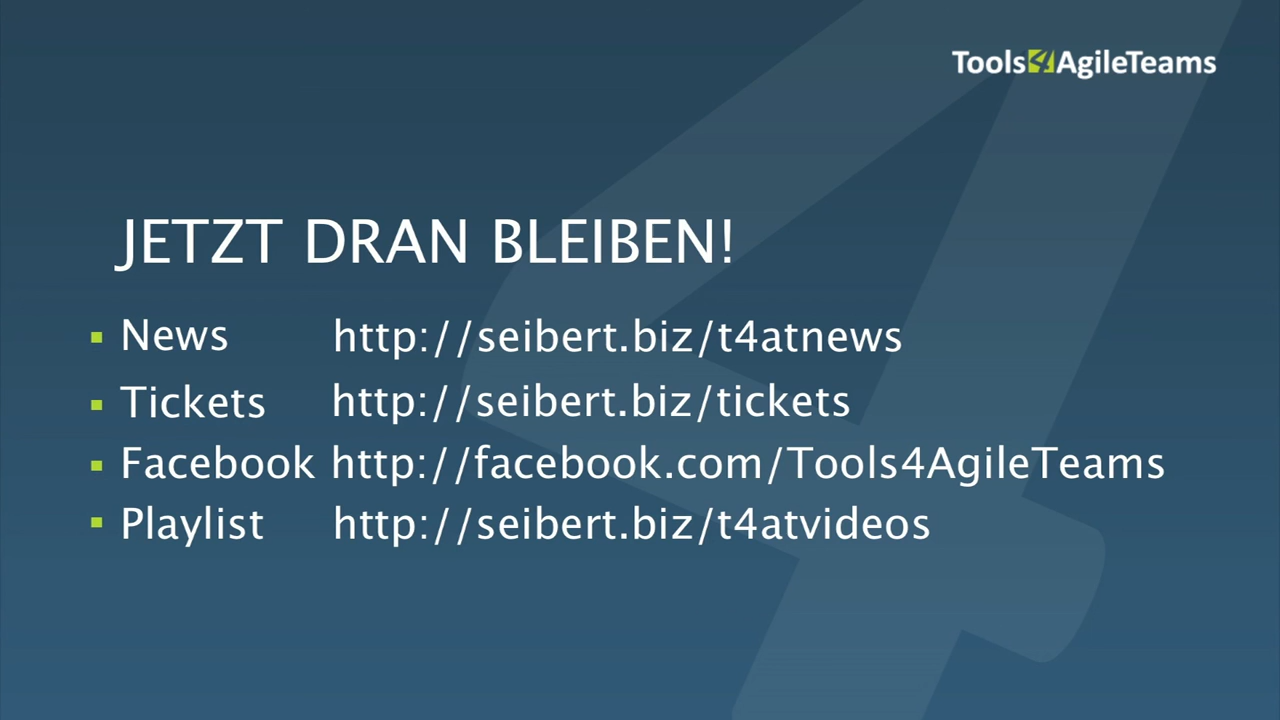 Tools4AgileTeams
JETZT DRAN BLEIBEN!
News http://seibert.biz/t4atnews
Tickets http://seibert.biz/tickets
Facebook http://facebook.com/Tools4AgileTeams
Playlist http://seibert.biz/t4atvideos